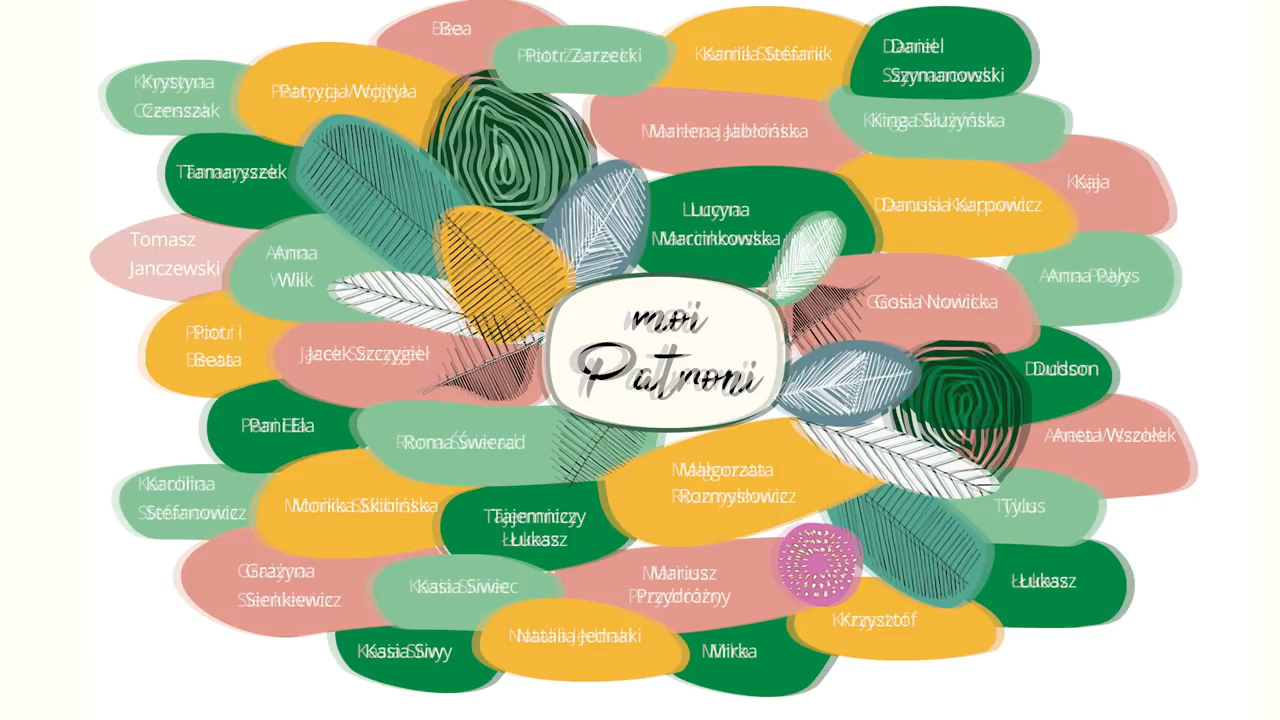 Bea
Piotr Zarzecki
Kamila Stefanik
Daniel
Szymanowski
Krystyna
Czenszak
Patrycja Wojtyła
Marlena Jabłońska
Kinga Służyńska
Tamaryszek
Kaja
Lucyna
Marcinkowska
Danusia Karpowicz
Tomasz
Janczewski
Anna
Wilk
Anna Pałys
Gosia Nowicka
Piotr i
Beata
Jacek Szczygieł
moi
Patroni
Dudson
Pani Ela
Roma Świerad
Aneta Wszołek
Małgorzata
Rozmysłowicz
Karolina
Stefanowicz
Monika Skibińska
Tajemniczy
Łukasz
Tylus
Grażyna
Sienkiewicz
Kasia Siwiec
Mariusz
Przydróżny
Łukasz
Krzysztof
Kasia Siwy
Natalia Jednaki
Mirka